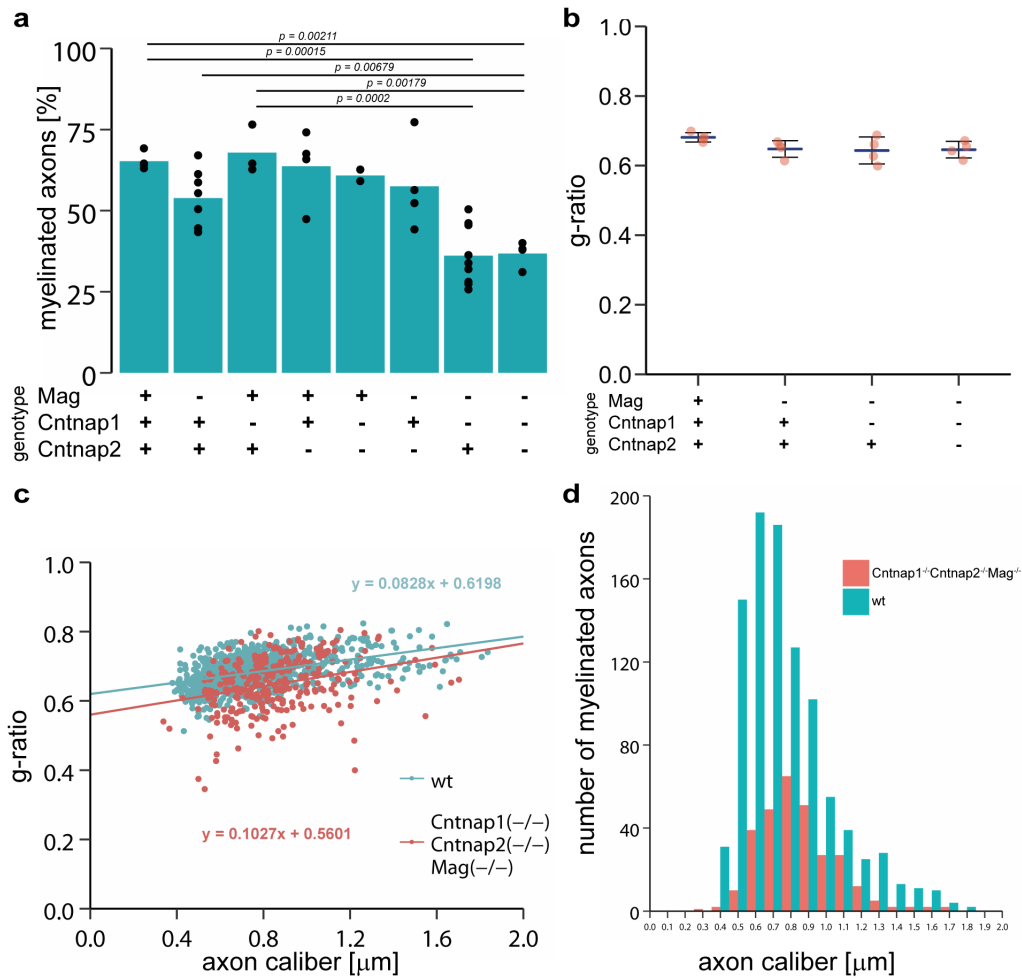 a
p = 0.00211
p = 0.00015
p = 0.00679
p = 0.00179
p = 0.0002
myelinated axons [%]
100
75
50
25
0
genotype
Mag + - + + + - - -
Cntnap1 + + - + - + - -
Cntnap2 + + + - - - + -
b
g-ratio
1.0
0.8
0.6
0.4
0.2
0.0
genotype
Mag + - - -
Cntnap1 + + - -
Cntnap2 + + + -
c
g-ratio
1.0
0.8
0.6
0.4
0.2
0.0
y = 0.0828x + 0.6198
wt
Cntnap1(−/−)
Cntnap2(−/−)
Mag(−/−)
y = 0.1027x + 0.5601
0.0 0.4 0.8 1.2 1.6 2.0
axon caliber [μm]
d
number of myelinated axons
200
160
120
80
40
0
Cntnap1-/-Cntnap2-/-Mag-/-
wt
0.0 0.1 0.2 0.3 0.4 0.5 0.6 0.7 0.8 0.9 1.0 1.1 1.2 1.3 1.4 1.5 1.6 1.7 1.8 1.9 2.0
axon caliber [μm]